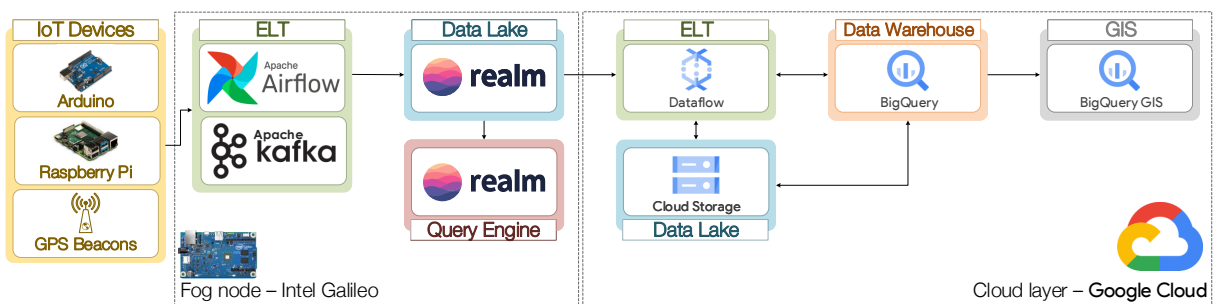 IoT Devices
Arduino
Raspberry Pi
GPS Beacons
ELT
Apache
Airflow
Apache
kafka
Data Lake
realm
realm
Query Engine
Fog node – Intel Galileo
ELT
Dataflow
Cloud Storage
Data Lake
Data Warehouse
BigQuery
GIS
BigQuery GIS
Cloud layer – Google Cloud